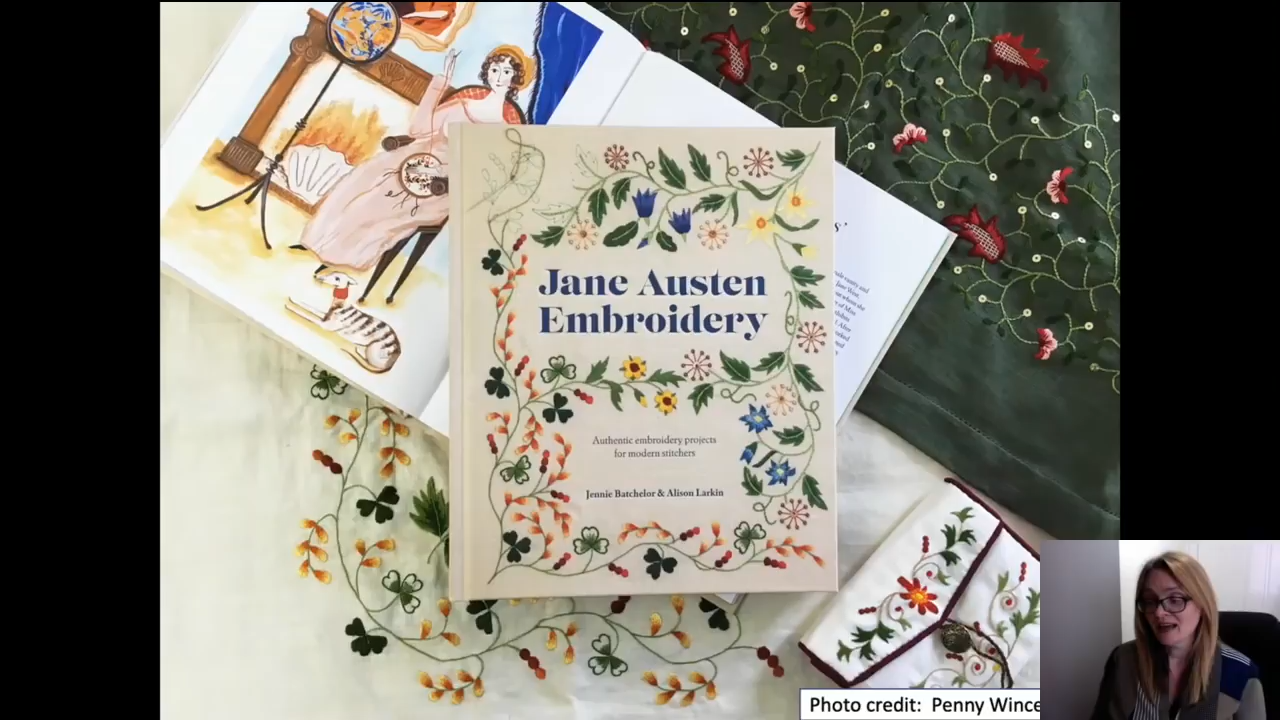 Jane Austen
Embroidery
Authentic embroidery projects
for modern stitchers
Jennie Batchelor & Alison Larkin
Photo credit: Penny Wince